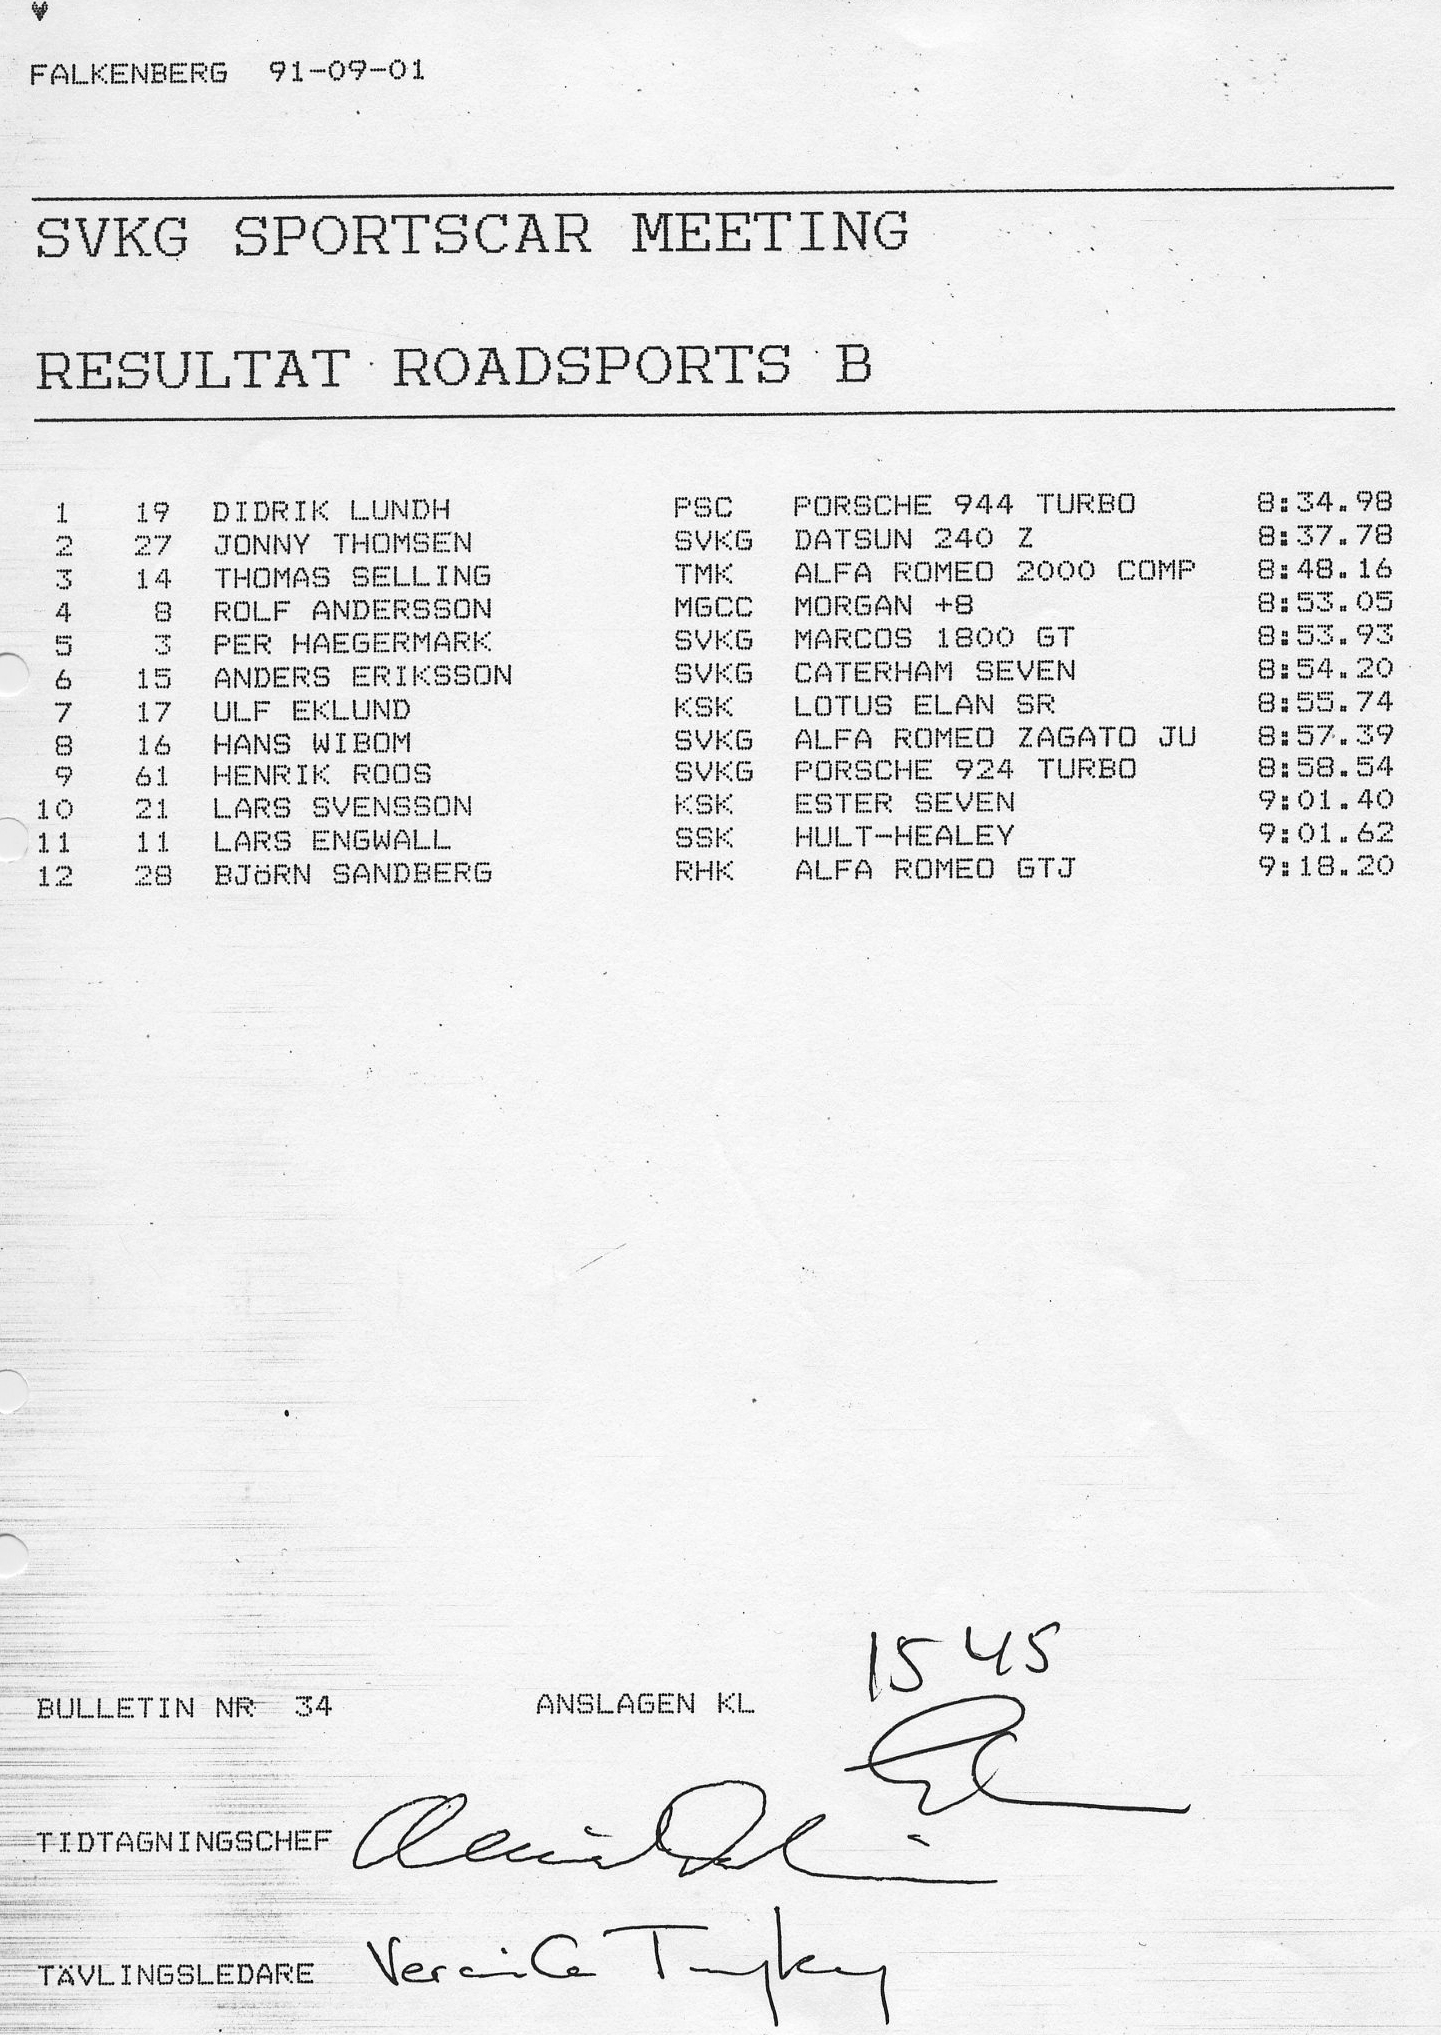 FALKENBERG 91-09-01
SVKG SPORTSCAR MEETING
RESULTAT ROADSPORTS B
1 19 DIDRIK LUNDH PSC PORSCHE 944 TURBO 8:34.98
2 27 JONNY THOMSEN SVKG DATSUN 240 Z 8:37.78
3 14 THOMAS SELLING TMK ALFA ROMEO 2000 COMP 8:48.16
4 8 ROLF ANDERSSON MGCC MORGAN +8 8:53.05
5 3 PER HAEGERMARK SVKG MARCOS 1800 GT 8:53.93
6 15 ANDERS ERIKSSON SVKG CATERHAM SEVEN 8:54.20
7 17 ULF EKLUND KSK LOTUS ELAN SR 8:55.74
8 16 HANS WIBOM SVKG ALFA ROMEO ZAGATO JU 8:57.39
9 61 HENRIK ROOS SVKG PORSCHE 924 TURBO 8:58.54
10 21 LARS SVENSSON KSK ESTER SEVEN 9:01.40
11 11 LARS ENGWALL SSK HULT-HEALEY 9:01.62
12 28 BJöRN SANDBERG RHK ALFA ROMEO GTJ 9:18.20
BULLETIN NR 34 ANSLAGEN KL 1545
TIDTAGNINGSCHEF
TÄVLINGSLEDARE